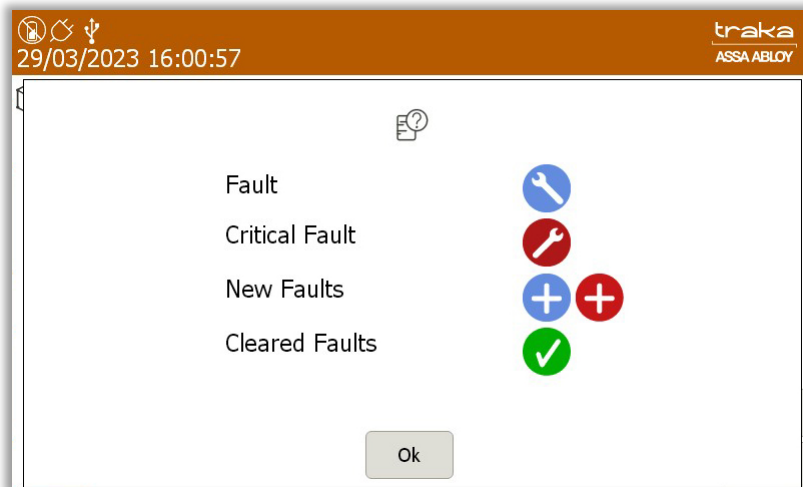 traka
29/03/2023 16:00:57
ASSA ABLOY
Fault
Critical Fault
New Faults
Cleared Faults
Ok